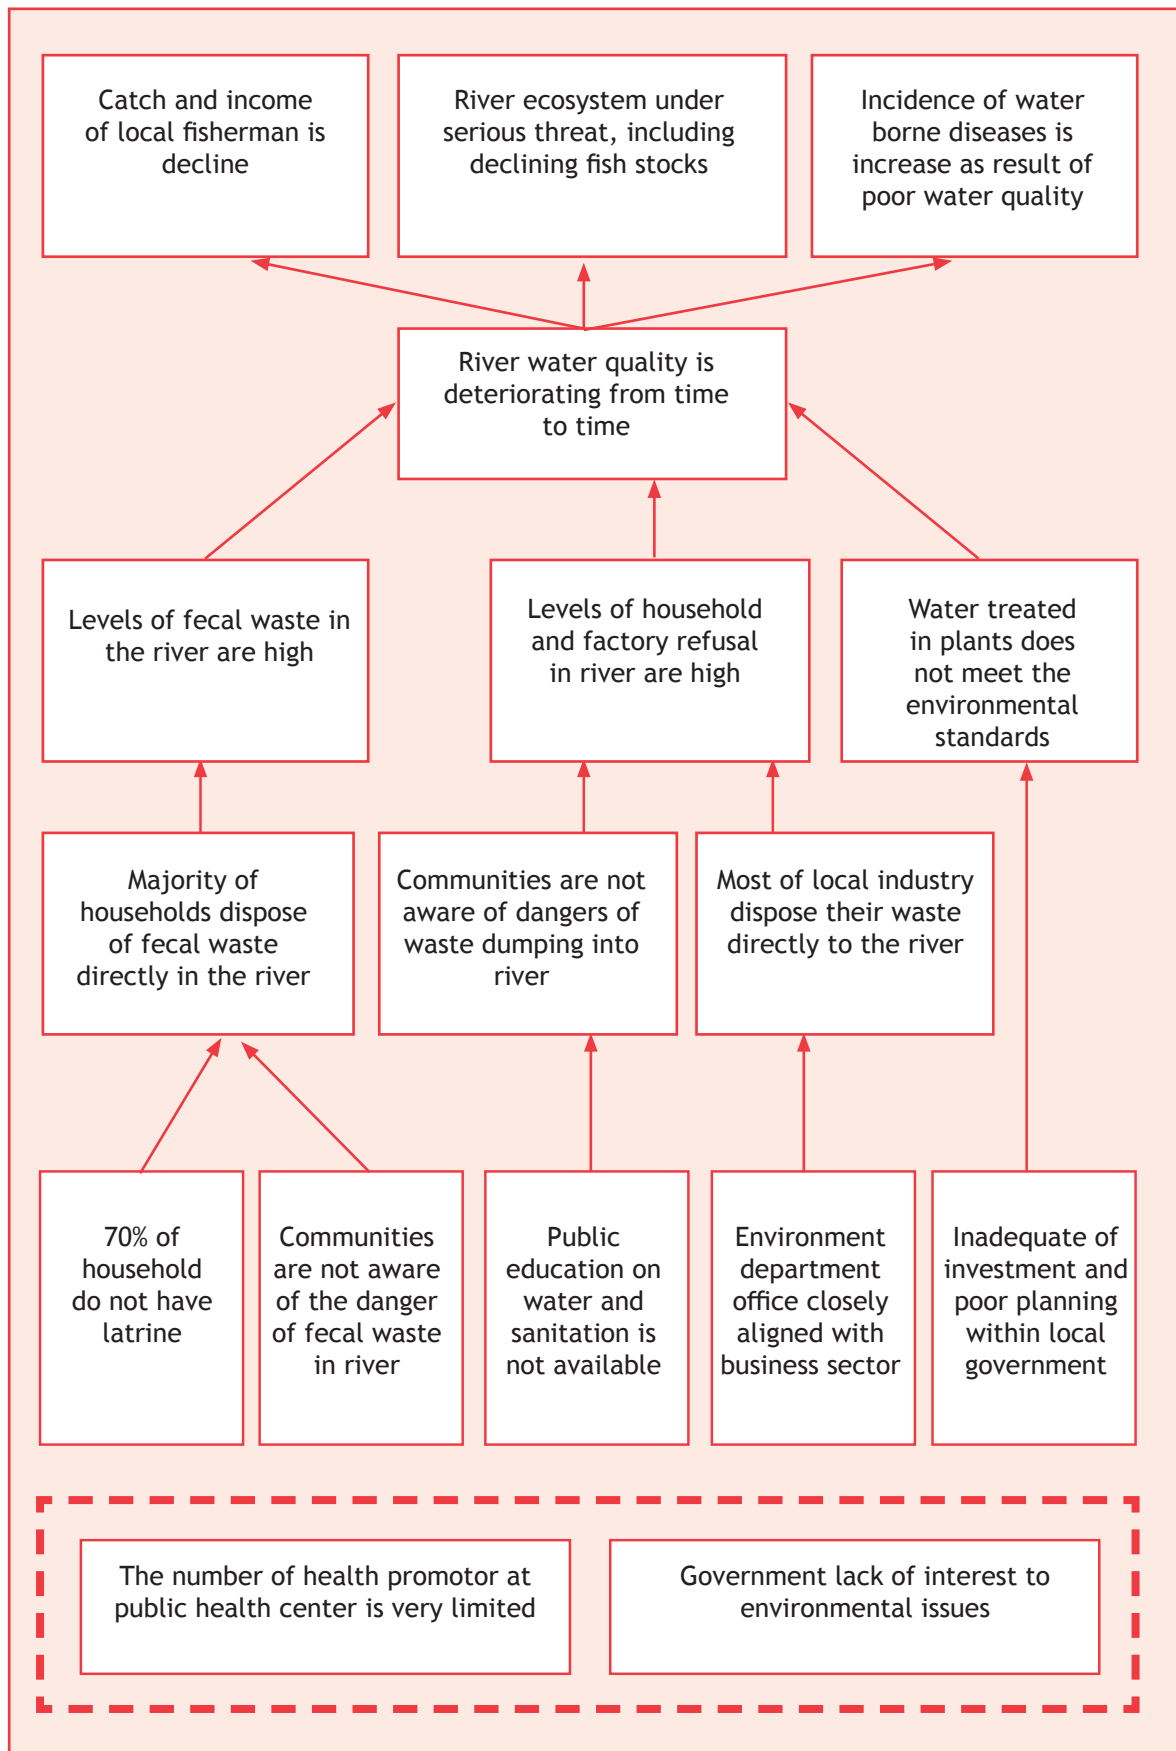 Catch and income
of local fisherman is
decline
River ecosystem under
serious threat, including
declining fish stocks
Incidence of water
borne diseases is
increase as result of
poor water quality
River water quality is
deteriorating from time
to time
Levels of fecal waste in
the river are high
Levels of household
and factory refusal
in river are high
Water treated
in plants does
not meet the
environmental
standards
Majority of
households dispose
of fecal waste
directly in the river
Communities are not
aware of dangers of
waste dumping into
river
Most of local industry
dispose their waste
directly to the river
70% of
household
do not have
latrine
Communities
are not aware
of the danger
of fecal waste
in river
Public
education on
water and
sanitation is
not available
Environment
department
office closely
aligned with
business sector
Inadequate of
investment and
poor planning
within local
government
The number of health promotor at
public health center is very limited
Government lack of interest to
environmental issues